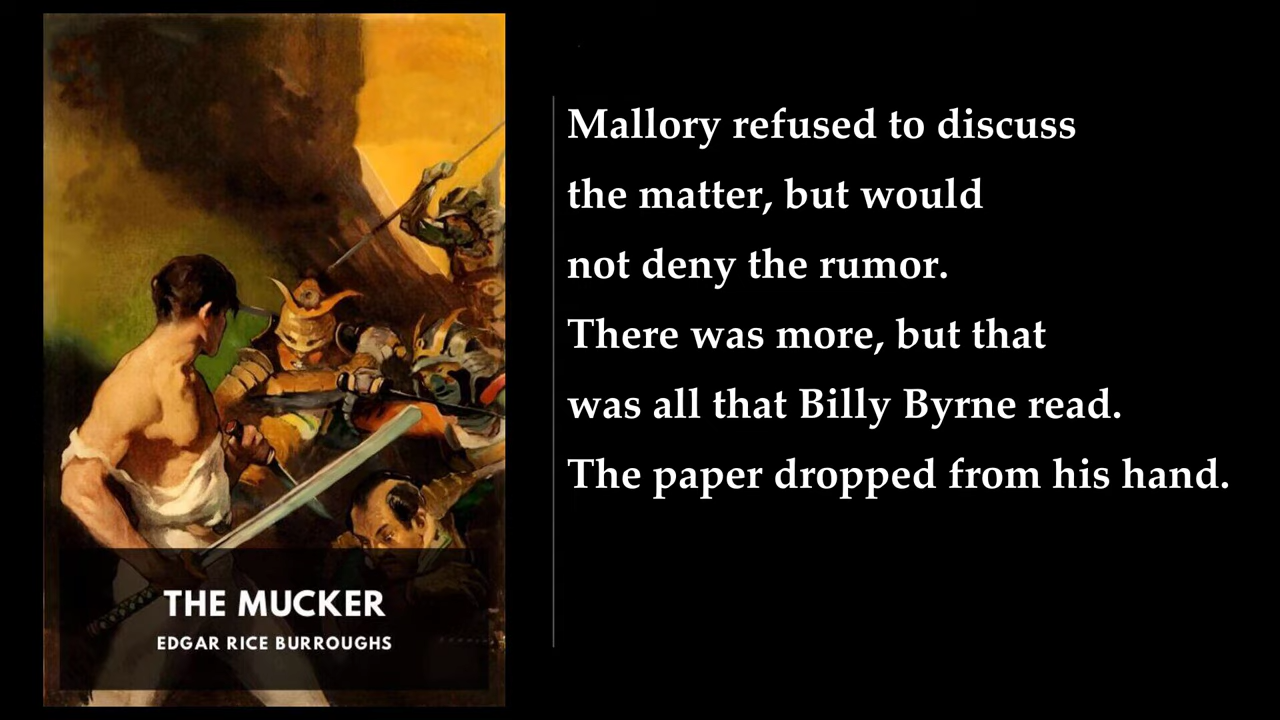 THE MUCKER
EDGAR RICE BURROUGHS
Mallory refused to discuss
the matter, but would
not deny the rumor.
There was more, but that
was all that Billy Byrne read.
The paper dropped from his hand.